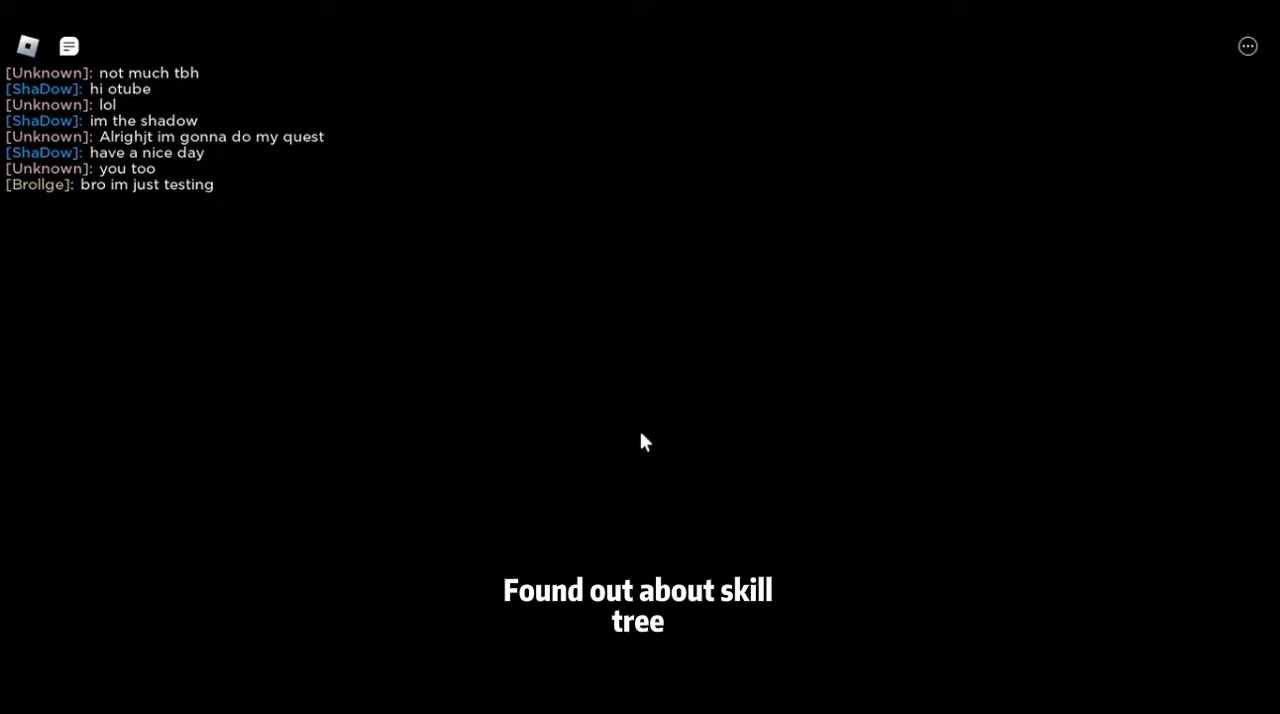 [Unknown]: not much tbh
[ShaDow]: hi otube
[Unknown]: lol
[ShaDow]: im the shadow
[Unknown]: Alrighjt im gonna do my quest
[ShaDow]: have a nice day
[Unknown]: you too
[Brollge]: bro im just testing
Found out about skill
tree